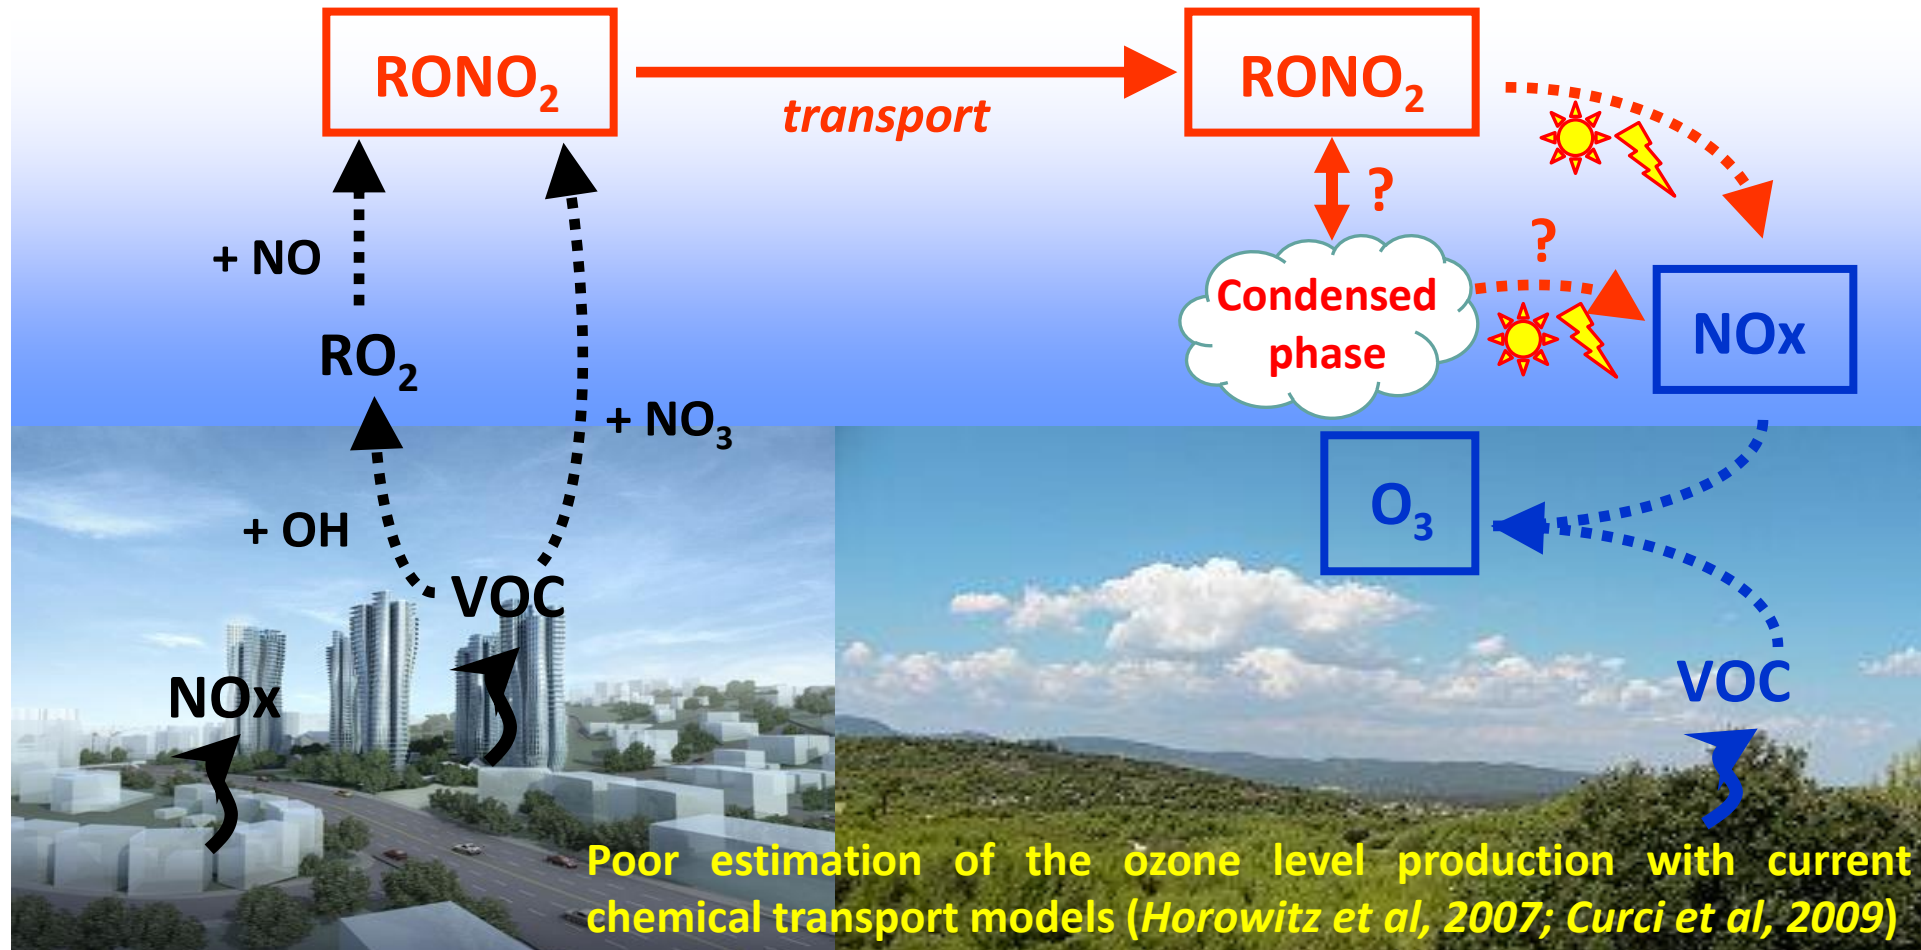 RONO₂
transport
RONO₂
?
+ NO
?
Condensed
phase
NOx
RO₂
+ NO₃
O₃
+ OH
VOC
NOx
VOC
Poor estimation of the ozone level production with current
chemical transport models (Horowitz et al, 2007; Curci et al, 2009)